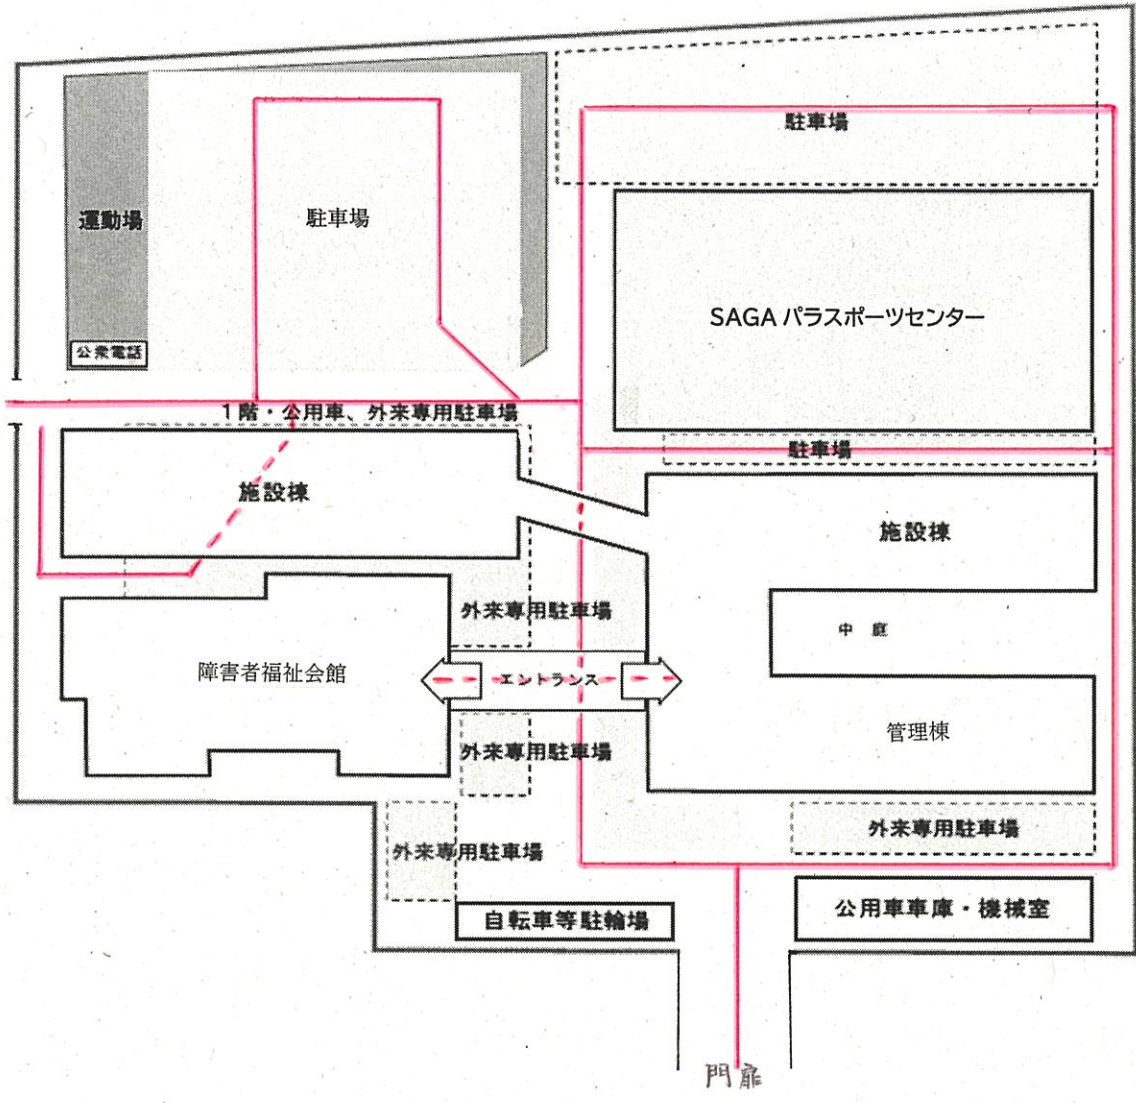 駐車場
運動場
駐車場
SAGA パラスポーツセンター
公衆電話
1階・公用車、外来専用駐車場
駐車場
施設棟
施設棟
外来専用駐車場
中 庭
障害者福祉会館
エントランス
管理棟
外来専用駐車場
外来専用駐車場
外来専用駐車場
自転車等駐輪場
公用車車庫・機械室
門扉